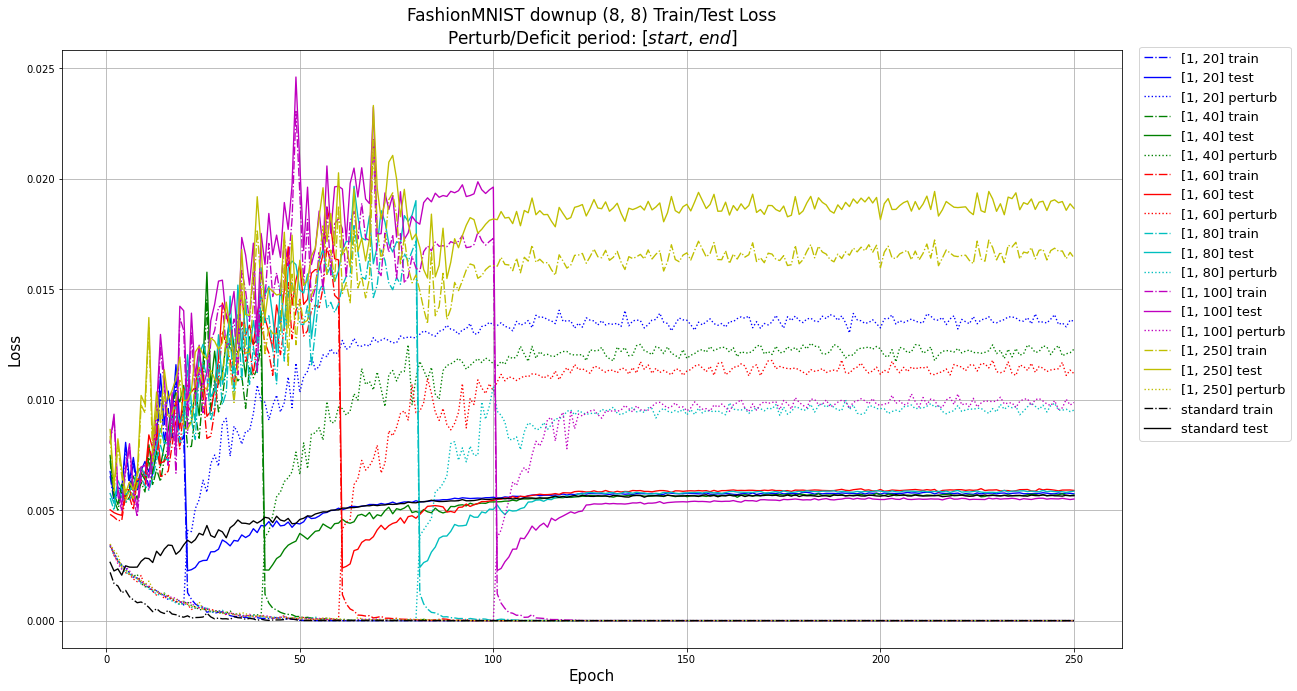 FashionMNIST downup (8, 8) Train/Test Loss
Perturb/Deficit period: [start, end]
0.025
0.020
0.015
0.010
0.005
0.000
Loss
0
50
100
150
200
250
Epoch
[1, 20] train
[1, 20] test
[1, 20] perturb
[1, 40] train
[1, 40] test
[1, 40] perturb
[1, 60] train
[1, 60] test
[1, 60] perturb
[1, 80] train
[1, 80] test
[1, 80] perturb
[1, 100] train
[1, 100] test
[1, 100] perturb
[1, 250] train
[1, 250] test
[1, 250] perturb
standard train
standard test